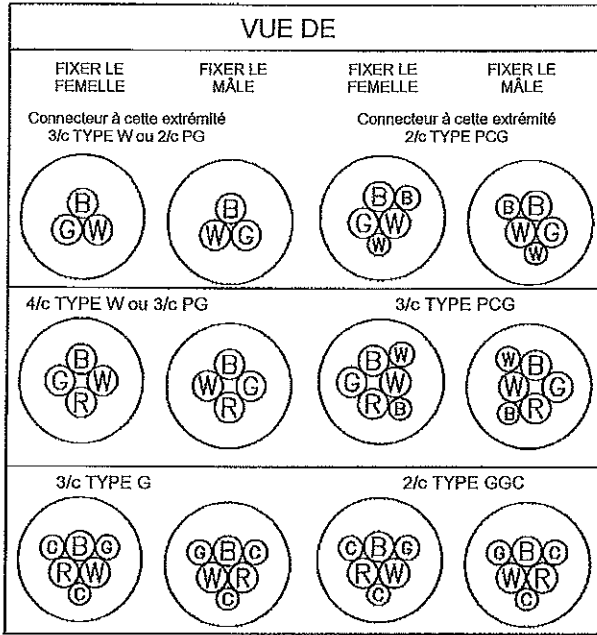 VUE DE
FIXER LE FEMELLE
FIXER LE MÂLE
FIXER LE FEMELLE
FIXER LE MÂLE
Connecteur à cette extrémité
3/c TYPE W ou 2/c PG
Connecteur à cette extrémité
2/c TYPE PCG
B
G W
B
W G
B B
G W
W
B B
W G
W
4/c TYPE W ou 3/c PG
3/c TYPE PCG
B
G W
R
B
W G
R
B W
G W
R B
W B
W G
B R
3/c TYPE G
2/c TYPE GGC
C B G
R W
C
G B C
W R
C
C B G
R W
C
G B C
W R
C